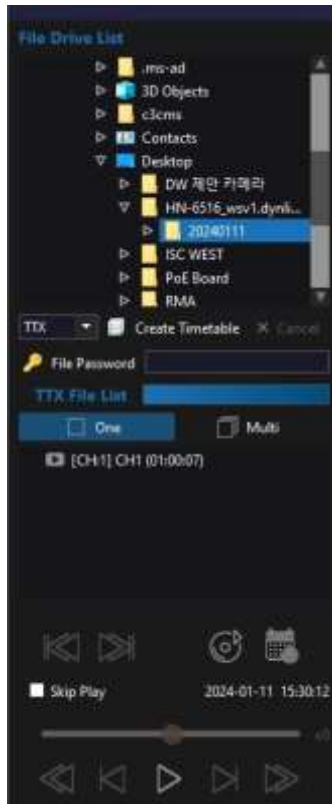 File Drive List
.ms-ad
3D Objects
c3cms
Contacts
Desktop
DW 제안 카메라
HN-6516_wsv1.dynli...
20240111
ISC WEST
PoE Board
RMA
TTX
Create Timetable
Cancel
File Password
TTX File List
One
Multi
[CH:1] CH1 (01:00:07)
Skip Play
2024-01-11 15:30:12